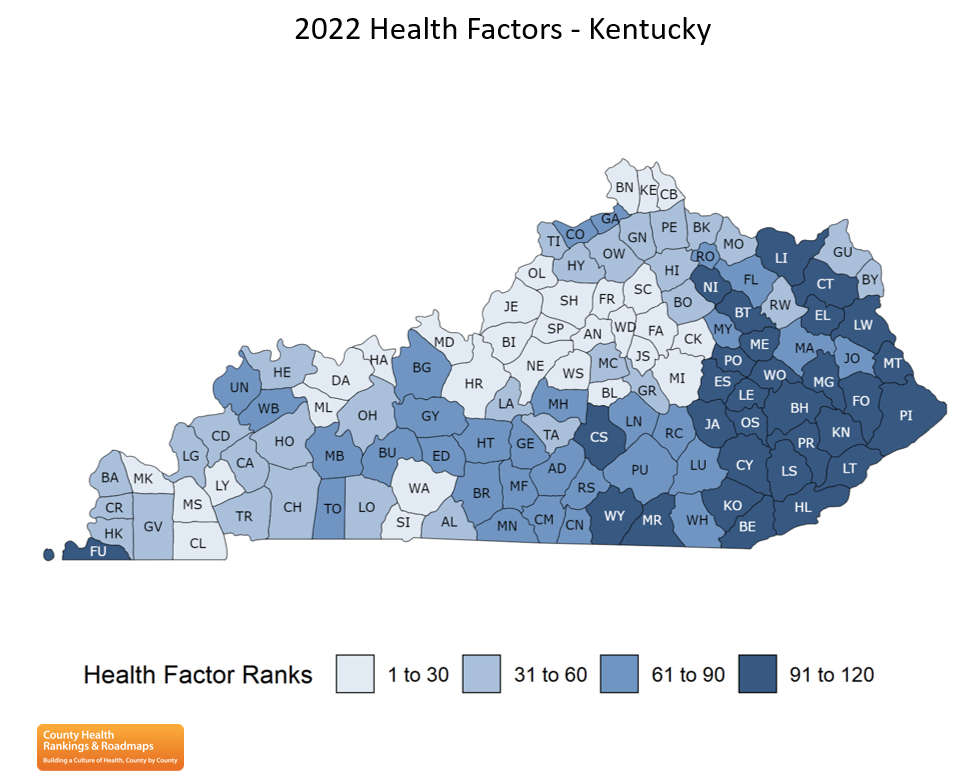 2022 Health Factors - Kentucky
BN KE CB
GA
TI CO GN PE BK MO
HY OW RO LI GU
OL HI NI FL CT BY
JE SH FR SC BO BT RW EL LW
MD BI SP AN WD FA CK MY ME MA JO MT
HA BG NE WS MC JS MI PO WO MG
UN HE DA HR BL GR ES LE FO
WB ML OH LA MH BH PI
GY LN JA OS KN
CD HO HT GE TA CS RC PR
LG CA MB BU ED AD PU LU CY LS LT
BA MK LY WA MF RS
CR MS CH TO LO BR KO HL
HK GV TR SI AL MN CM CN WY MR WH BE
FU CL
Health Factor Ranks 1 to 30 31 to 60 61 to 90 91 to 120
County Health
Rankings & Roadmaps
Building a Culture of Health, County by County